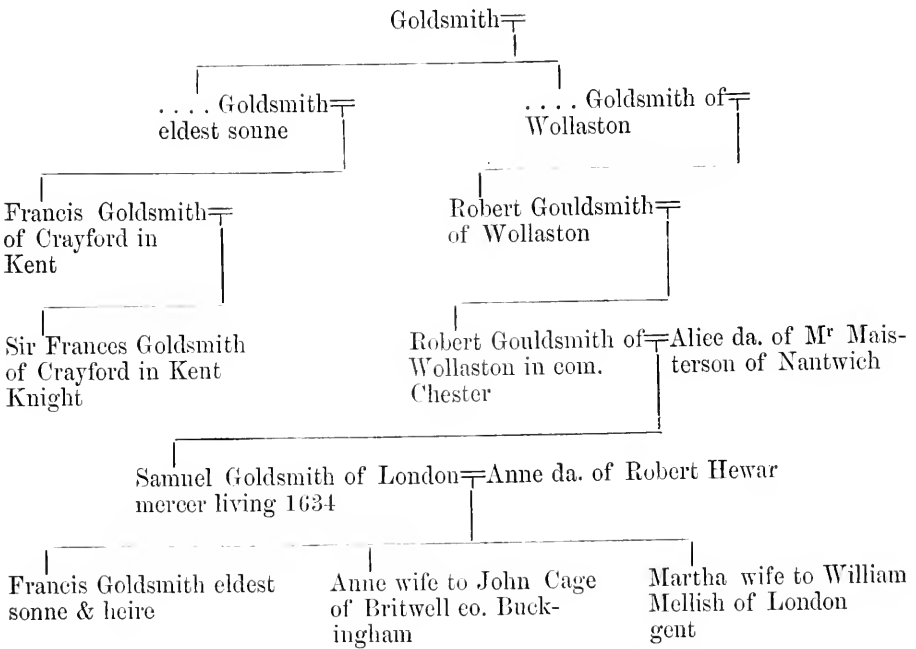 Goldsmith
. . . . Goldsmith
eldest sonne
. . . . Goldsmith of
Wollaston
Francis Goldsmith
of Crayford in
Kent
Robert Gouldsmith
of Wollaston
Sir Frances Goldsmith
of Crayford in Kent
Knight
Robert Gouldsmith of
Wollaston in com.
Chester
Alice da. of Mr Mais-
terson of Nantwich
Samuel Goldsmith of London
mercer living 1634
Anne da. of Robert Hewar
Francis Goldsmith eldest
sonne & heire
Anne wife to John Cage
of Britwell co. Buck-
ingham
Martha wife to William
Mellish of London
gent